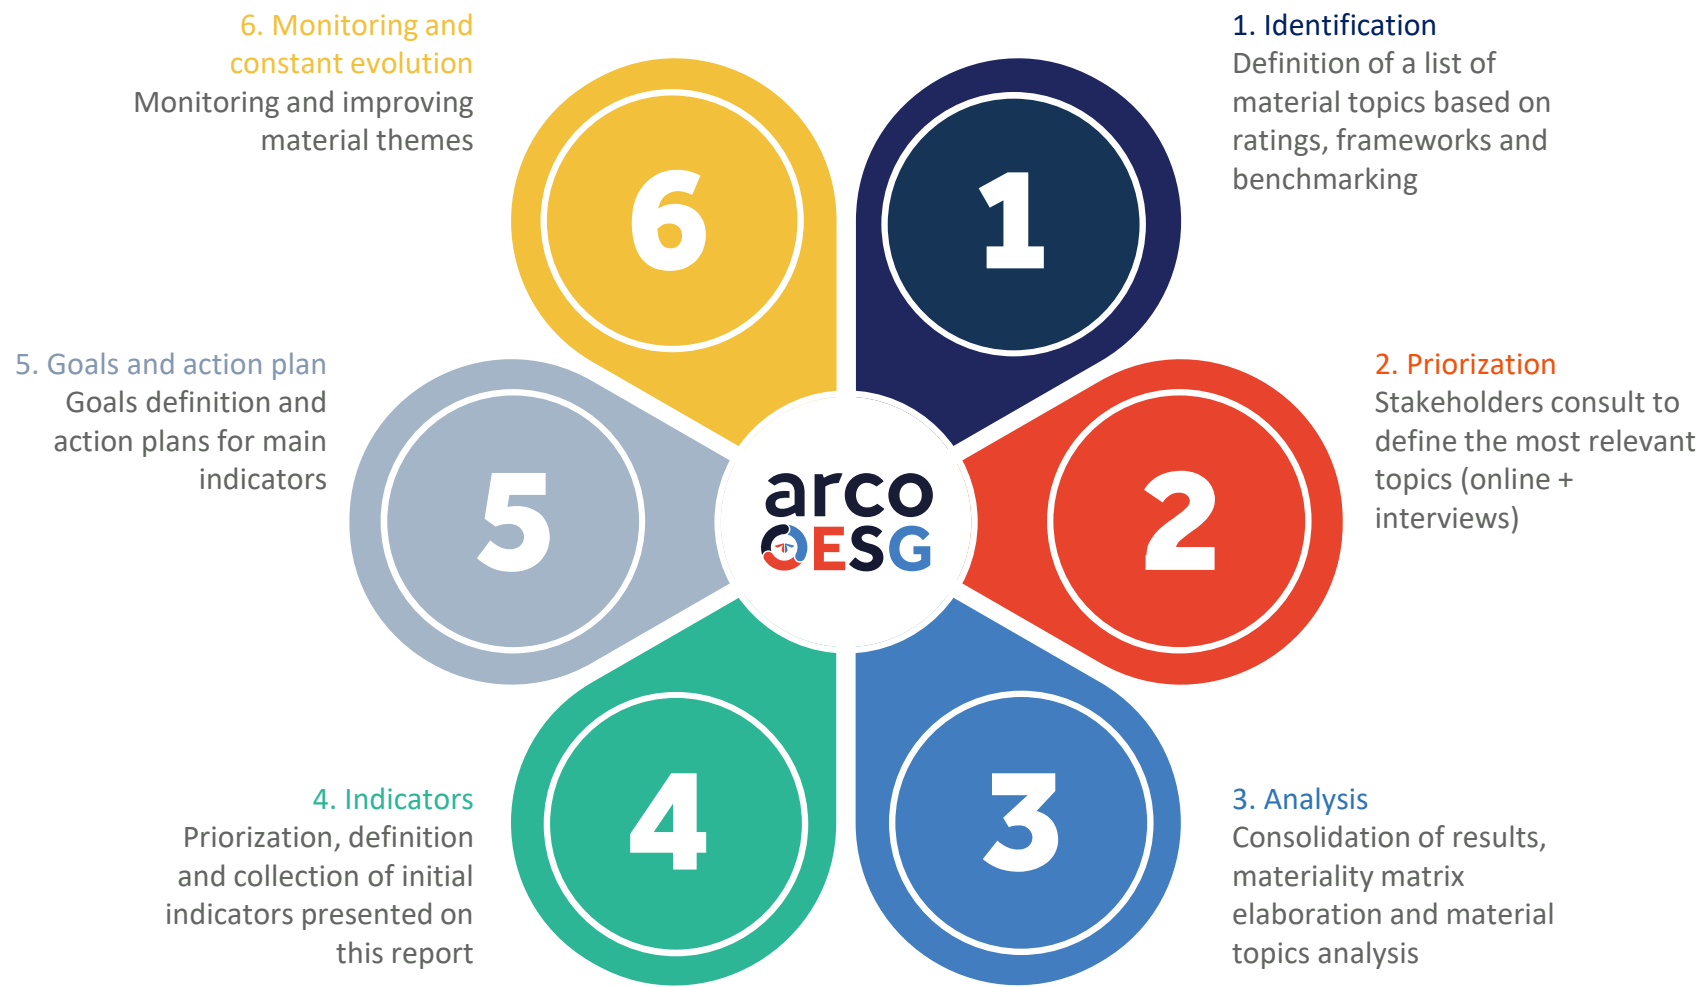 1. Identification
Definition of a list of
material topics based on
ratings, frameworks and
benchmarking
1
2. Priorization
Stakeholders consult to
define the most relevant
topics (online +
interviews)
2
3. Analysis
Consolidation of results,
materiality matrix
elaboration and material
topics analysis
3
4. Indicators
Priorization, definition
and collection of initial
indicators presented on
this report
4
5. Goals and action plan
Goals definition and
action plans for main
indicators
5
6. Monitoring and
constant evolution
Monitoring and improving
material themes
6
arco
ESG